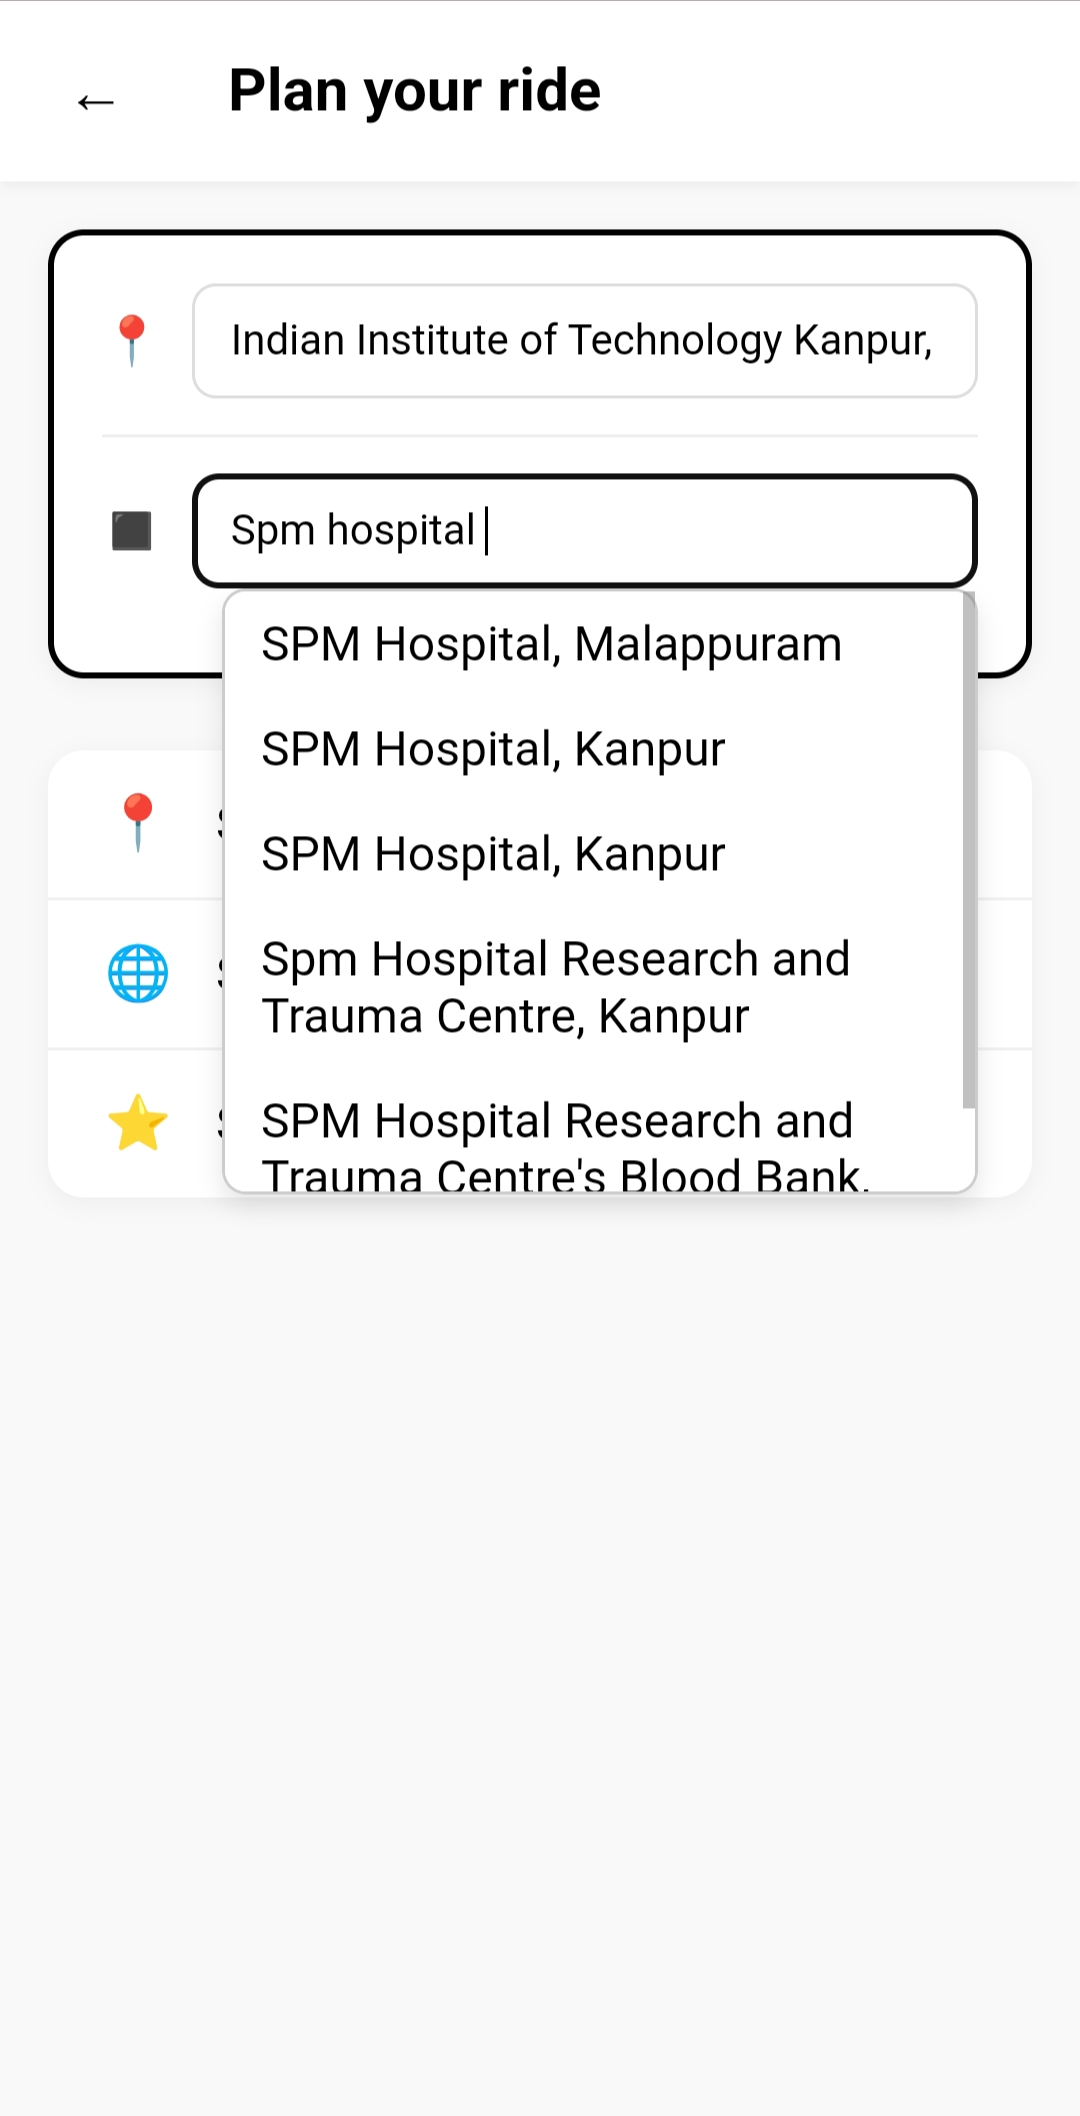 ←
Plan your ride
Indian Institute of Technology Kanpur,
Spm hospital
SPM Hospital, Malappuram
SPM Hospital, Kanpur
SPM Hospital, Kanpur
Spm Hospital Research and
Trauma Centre, Kanpur
SPM Hospital Research and
Trauma Centre's Blood Bank,